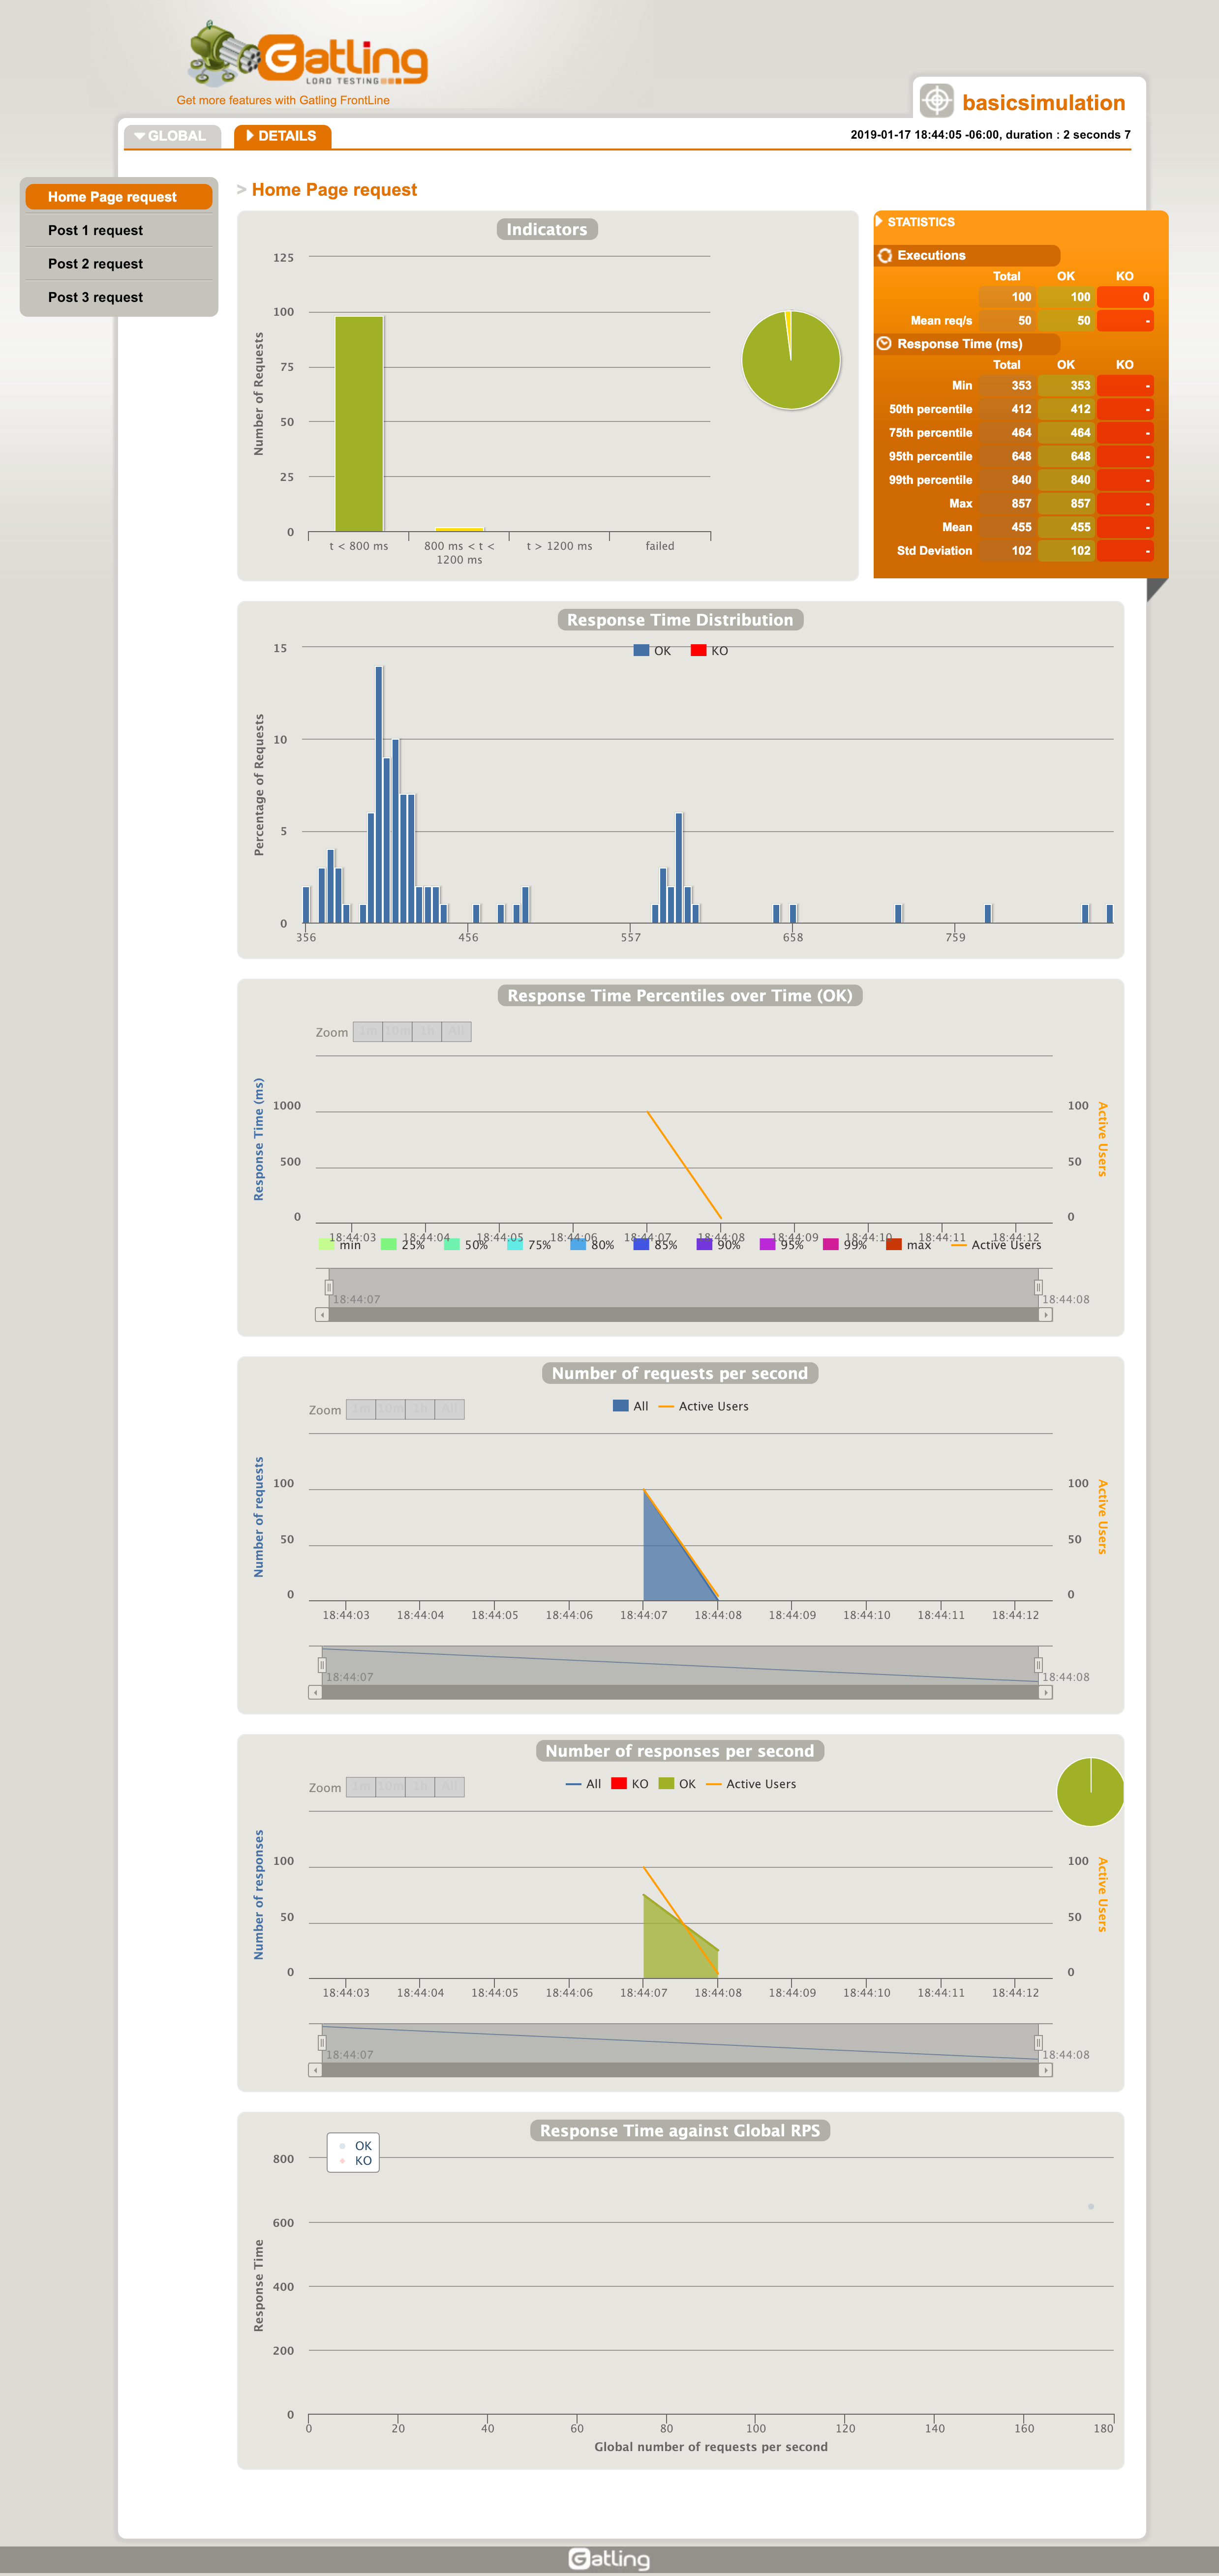 Gatling
LOAD TESTING
Get more features with Gatling FrontLine
basicsimulation
GLOBAL
DETAILS
2019-01-17 18:44:05 -06:00, duration : 2 seconds 7
Home Page request
Post 1 request
Post 2 request
Post 3 request
> Home Page request
Indicators
Number of Requests
125
100
75
50
25
0
t < 800 ms
800 ms < t <
1200 ms
t > 1200 ms
failed
STATISTICS
Executions
Total OK KO
100 100 0
Mean req/s 50 50 -
Response Time (ms)
Total OK KO
Min 353 353 -
50th percentile 412 412 -
75th percentile 464 464 -
95th percentile 648 648 -
99th percentile 840 840 -
Max 857 857 -
Mean 455 455 -
Std Deviation 102 102 -
Response Time Distribution
OK KO
Percentage of Requests
15
10
5
0
356 456 557 658 759
Response Time Percentiles over Time (OK)
Zoom 1m 10m 1h All
Response Time (ms)
1000
500
0
100
50
0
Active Users
18:44:03 18:44:04 18:44:05 18:44:06 18:44:07 18:44:08 18:44:09 18:44:10 18:44:11 18:44:12
min 25% 50% 75% 80% 85% 90% 95% 99% max Active Users
18:44:07 18:44:08
Number of requests per second
Zoom 1m 10m 1h All
All Active Users
Number of requests
100
50
0
100
50
0
Active Users
18:44:03 18:44:04 18:44:05 18:44:06 18:44:07 18:44:08 18:44:09 18:44:10 18:44:11 18:44:12
18:44:07 18:44:08
Number of responses per second
Zoom 1m 10m 1h All
All KO OK Active Users
Number of responses
100
50
0
100
50
0
Active Users
18:44:03 18:44:04 18:44:05 18:44:06 18:44:07 18:44:08 18:44:09 18:44:10 18:44:11 18:44:12
18:44:07 18:44:08
Response Time against Global RPS
OK
KO
Response Time
800
600
400
200
0
0 20 40 60 80 100 120 140 160 180
Global number of requests per second
Gatling